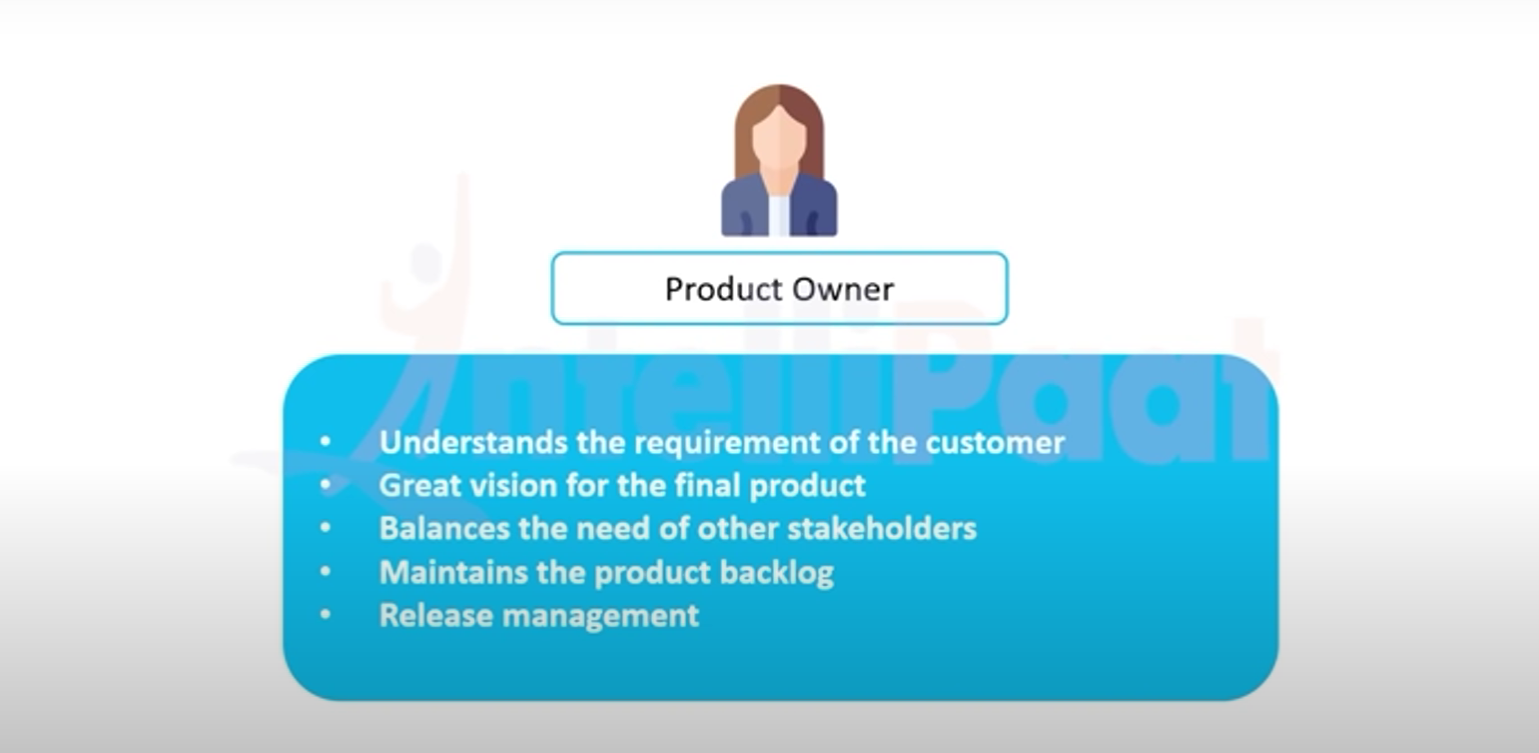 Product Owner
IntelliPaat
• Understands the requirement of the customer
• Great vision for the final product
• Balances the need of other stakeholders
• Maintains the product backlog
• Release management